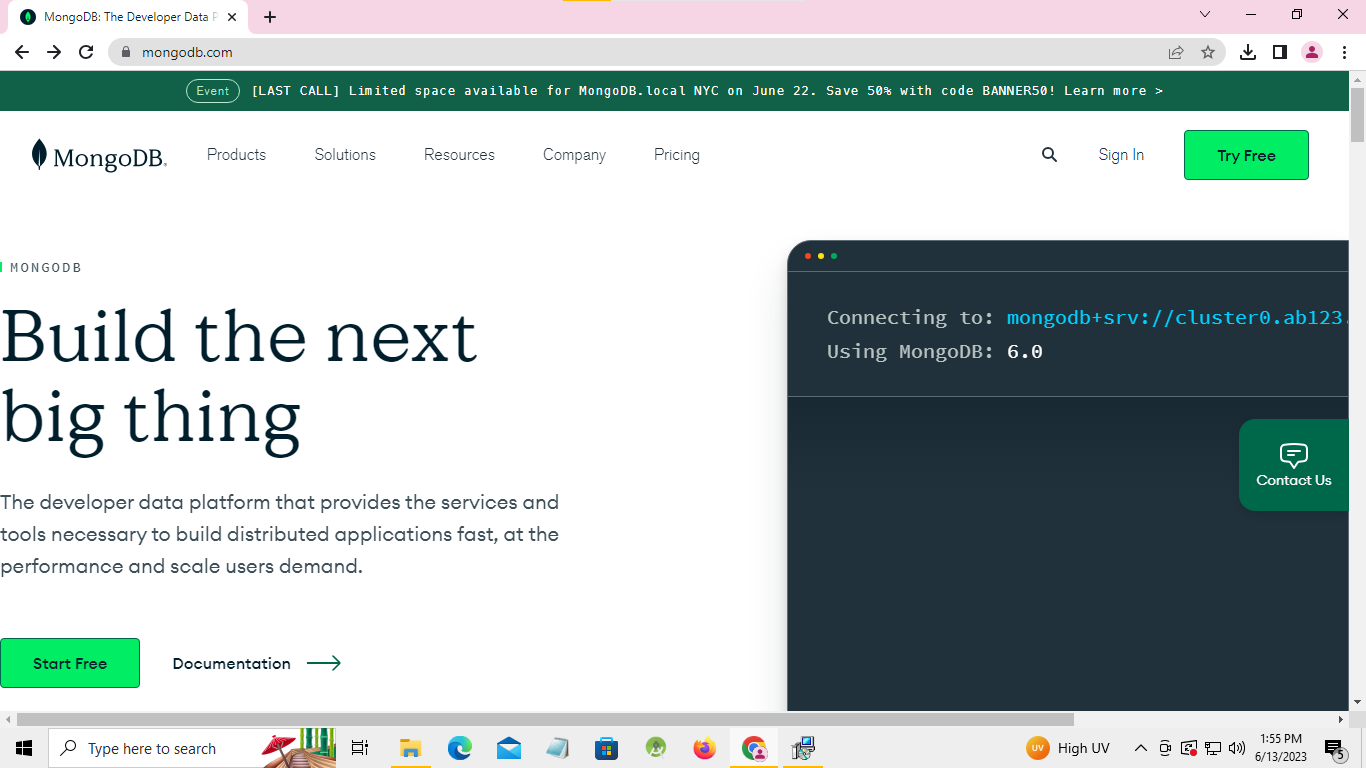 MongoDB: The Developer Data P
mongodb.com
Event [LAST CALL] Limited space available for MongoDB.local NYC on June 22. Save 50% with code BANNER50! Learn more >
MongoDB. Products Solutions Resources Company Pricing Sign In Try Free
MONGODB
Build the next
big thing
The developer data platform that provides the services and
tools necessary to build distributed applications fast, at the
performance and scale users demand.
Start Free Documentation
Connecting to: mongodb+srv://cluster0.ab123.
Using MongoDB: 6.0
Contact Us
Type here to search
UV High UV
1:55 PM
6/13/2023
5